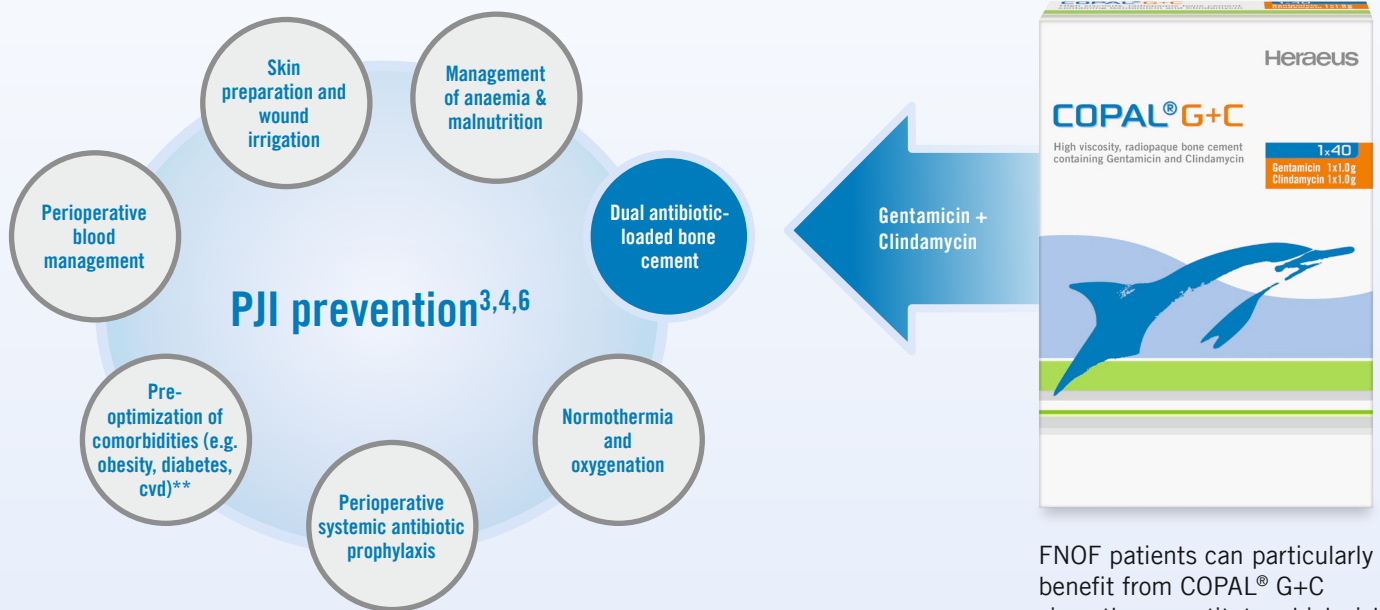 Skin
preparation and
wound
irrigation
Management
of anaemia &
malnutrition
Perioperative
blood
management
Dual antibiotic-
loaded bone
cement
PJI prevention3,4,6
Pre-
optimization of
comorbidities (e.g.
obesity, diabetes,
cvd)**
Normothermia
and
oxygenation
Perioperative
systemic antibiotic
prophylaxis
Gentamicin +
Clindamycin
COPAL® G+C
Heraeus
COPAL® G+C
High viscosity, radiopaque bone cement
containing Gentamicin and Clindamycin
1x40
Gentamicin 1x1.0g
Clindamycin 1x1.0g
FNOF patients can particularly
benefit from COPAL® G+C